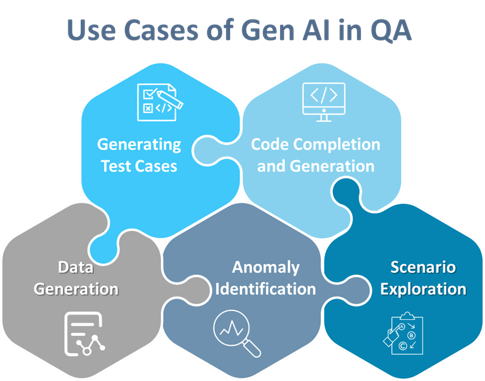 Use Cases of Gen AI in QA
Generating
Test Cases
Code Completion
and Generation
Data
Generation
Anomaly
Identification
Scenario
Exploration